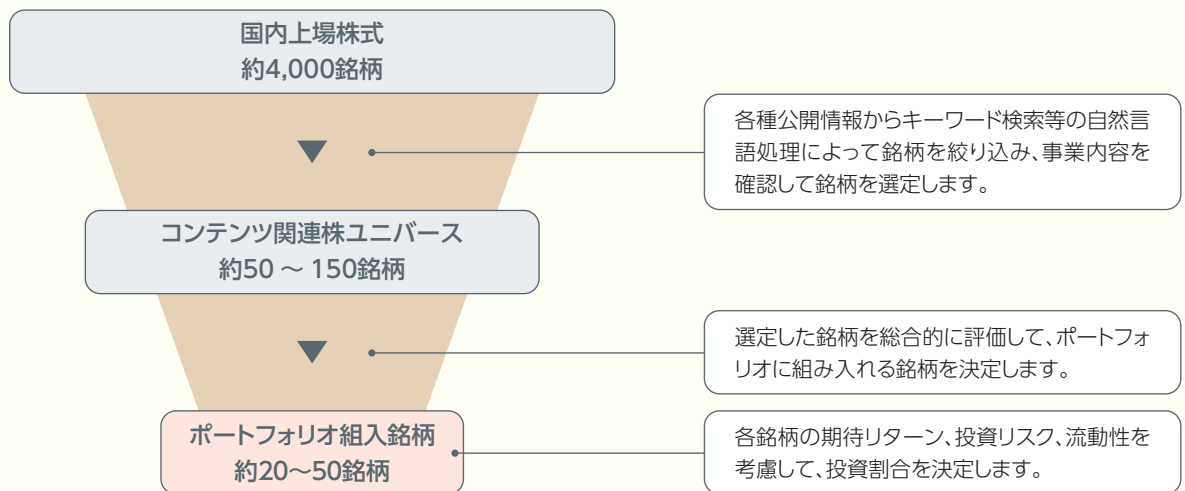 国内上場株式
約4,000銘柄
各種公開情報からキーワード検索等の自然言
語処理によって銘柄を絞り込み、事業内容を
確認して銘柄を選定します。
コンテンツ関連株ユニバース
約50 ～ 150銘柄
選定した銘柄を総合的に評価して、ポートフォ
リオに組み入れる銘柄を決定します。
ポートフォリオ組入銘柄
約20～50銘柄
各銘柄の期待リターン、投資リスク、流動性を
考慮して、投資割合を決定します。